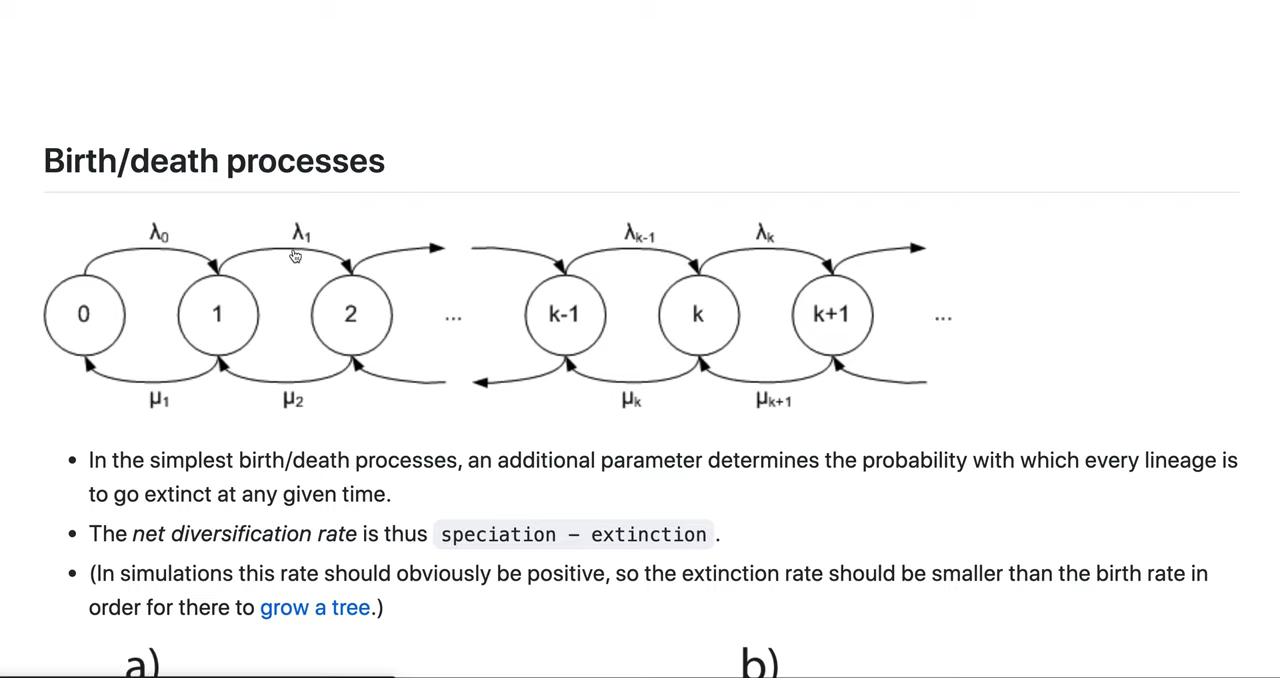 Birth/death processes
λ0 λ1 λk-1 λk
0 1 2 ... k-1 k k+1 ...
μ1 μ2 μk μk+1
• In the simplest birth/death processes, an additional parameter determines the probability with which every lineage is
to go extinct at any given time.
• The net diversification rate is thus speciation − extinction.
• (In simulations this rate should obviously be positive, so the extinction rate should be smaller than the birth rate in
order for there to grow a tree.)
a) b)